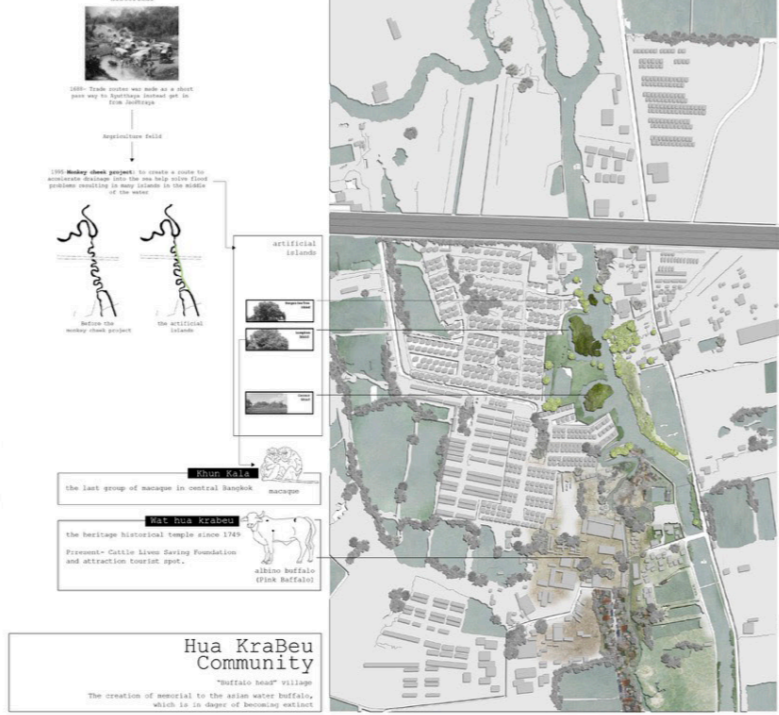 1600- Trade routes was made as a short
pass way to Ayutthaya instead get in
from JaoPhraya
Angriculture feild
1995-Monkey cheek project: to create a route to
accelerate drainage into the sea help solve flood
problems resulting in many islands in the middle
of the water
Before the
monkey cheek project
the artificial
islands
artificial
islands
Khun Kala
the last group of macaque in central Bangkok
macaque
Wat hua krabeu
the heritage historical temple since 1749
Present- Cattle Lives Saving Foundation
and attraction tourist spot.
albino buffalo
(Pink Baffalo)
Hua KraBeu
Community
"Buffalo head" village
The creation of memorial to the asian water buffalo,
which is in dager of becoming extinct